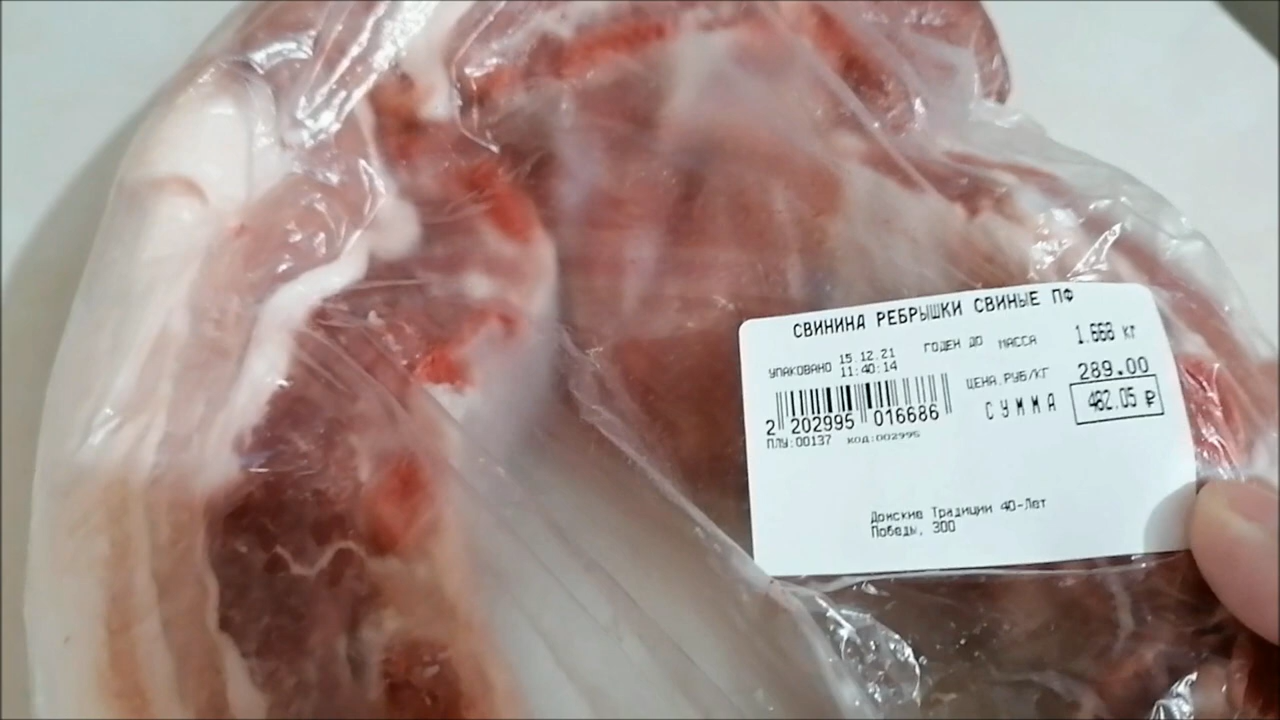 СВИНИНА РЕБРЫШКИ СВИНЫЕ ПФ
УПАКОВАНО 15.12.21 11:40:14 ГОДЕН ДО МАССА 1.668 кг
ЦЕНА,РУБ/КГ 289.00
СУММА 482.05 ₽
2 202995 016686
ПЛУ:00137 КОД:002995
Донские Традиции 40-Лет
Победы, 300